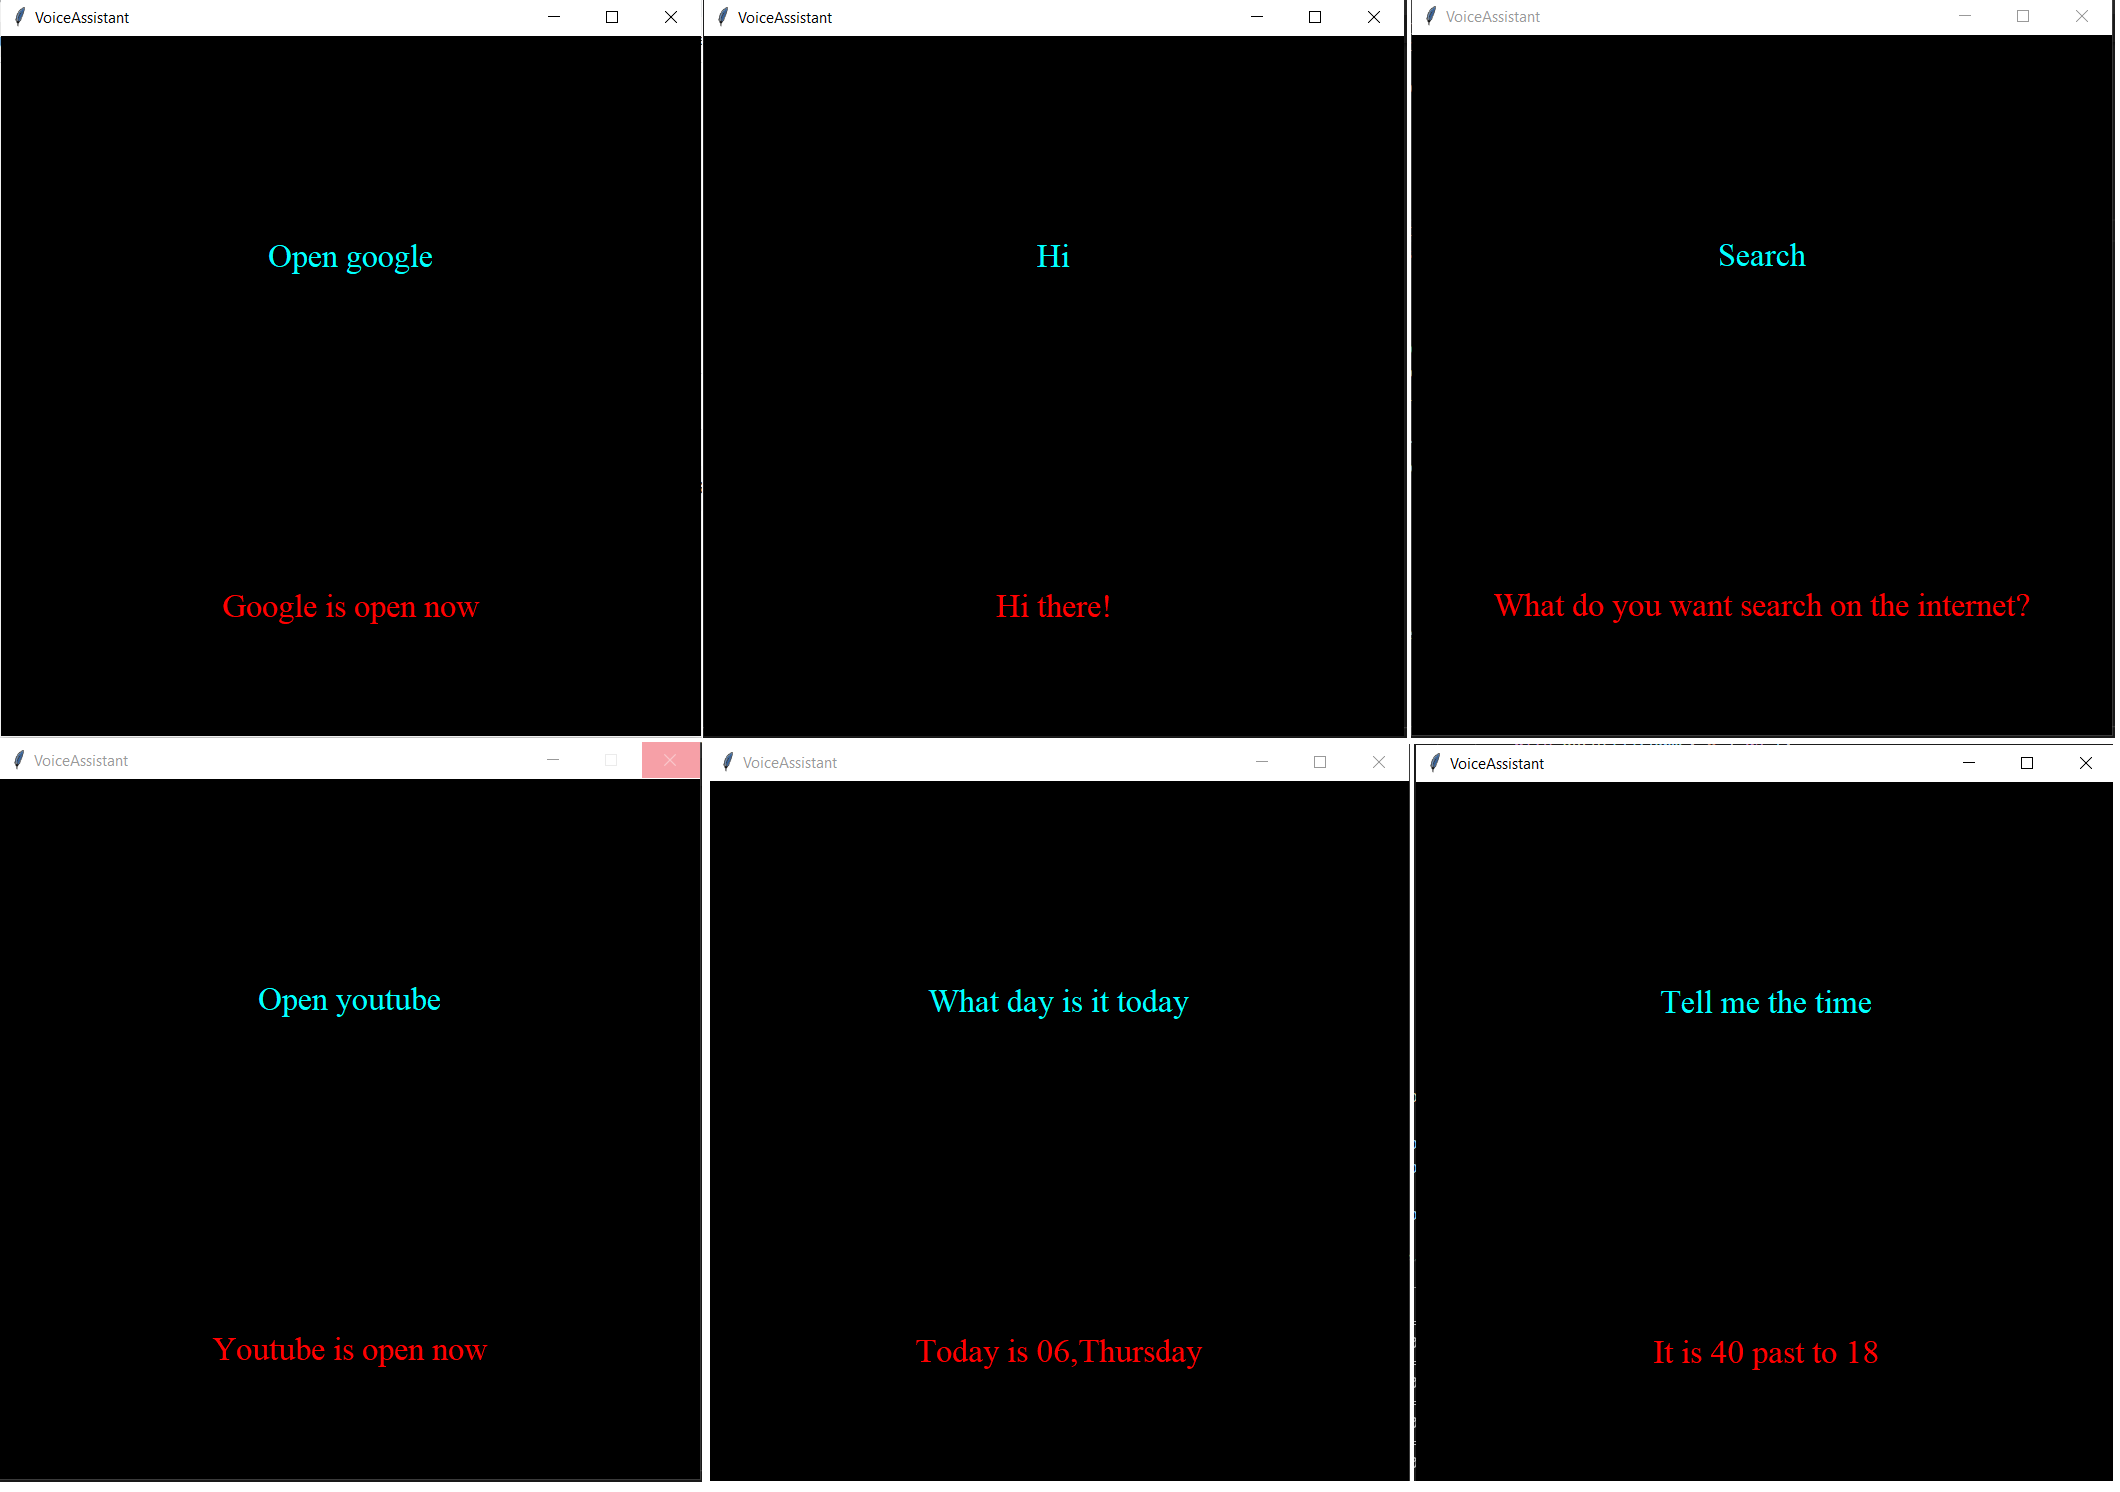 VoiceAssistant
Open google
Google is open now
VoiceAssistant
Hi
Hi there!
VoiceAssistant
Search
What do you want search on the internet?
VoiceAssistant
Open youtube
Youtube is open now
VoiceAssistant
What day is it today
Today is 06,Thursday
VoiceAssistant
Tell me the time
It is 40 past to 18